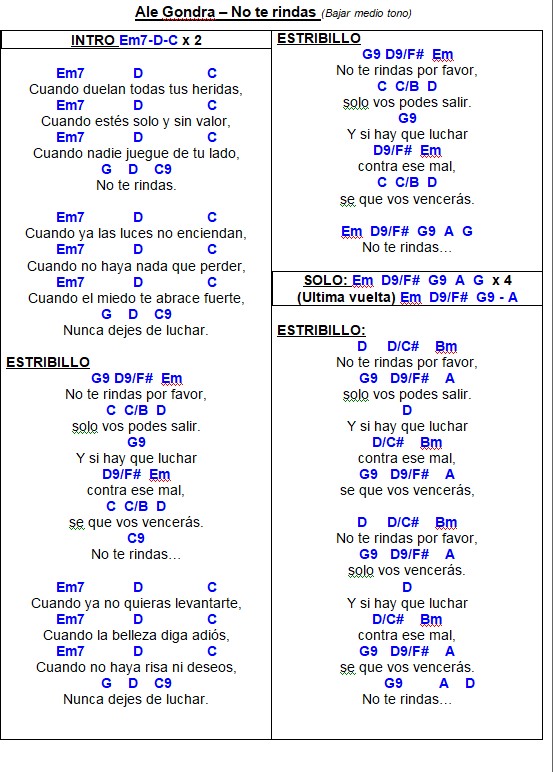 Ale Gondra – No te rindas (Bajar medio tono)
INTRO Em7-D-C x 2
Em7 D C
Cuando duelan todas tus heridas,
Em7 D C
Cuando estés solo y sin valor,
Em7 D C
Cuando nadie juegue de tu lado,
G D C9
No te rindas.
Em7 D C
Cuando ya las luces no enciendan,
Em7 D C
Cuando no haya nada que perder,
Em7 D C
Cuando el miedo te abrace fuerte,
G D C9
Nunca dejes de luchar.
ESTRIBILLO
G9 D9/F# Em
No te rindas por favor,
C C/B D
solo vos podes salir.
G9
Y si hay que luchar
D9/F# Em
contra ese mal,
C C/B D
se que vos vencerás.
C9
No te rindas…
Em7 D C
Cuando ya no quieras levantarte,
Em7 D C
Cuando la belleza diga adiós,
Em7 D C
Cuando no haya risa ni deseos,
G D C9
Nunca dejes de luchar.
ESTRIBILLO
G9 D9/F# Em
No te rindas por favor,
C C/B D
solo vos podes salir.
G9
Y si hay que luchar
D9/F# Em
contra ese mal,
C C/B D
se que vos vencerás.
Em D9/F# G9 A G
No te rindas…
SOLO: Em D9/F# G9 A G x 4
(Ultima vuelta) Em D9/F# G9 - A
ESTRIBILLO:
D D/C# Bm
No te rindas por favor,
G9 D9/F# A
solo vos podes salir.
D
Y si hay que luchar
D/C# Bm
contra ese mal,
G9 D9/F# A
se que vos vencerás,
D D/C# Bm
No te rindas por favor,
G9 D9/F# A
solo vos vencerás.
D
Y si hay que luchar
D/C# Bm
contra ese mal,
G9 D9/F# A
se que vos vencerás.
G9 A D
No te rindas…